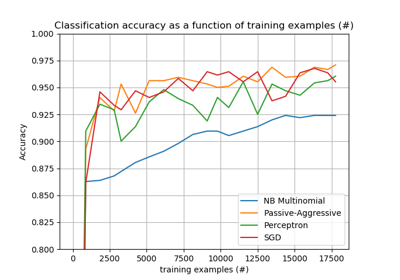 Classification accuracy as a function of training examples (#)
1.000
0.975
0.950
0.925
0.900
0.875
0.850
0.825
0.800
Accuracy
NB Multinomial
Passive-Aggressive
Perceptron
SGD
0 2500 5000 7500 10000 12500 15000 17500
training examples (#)